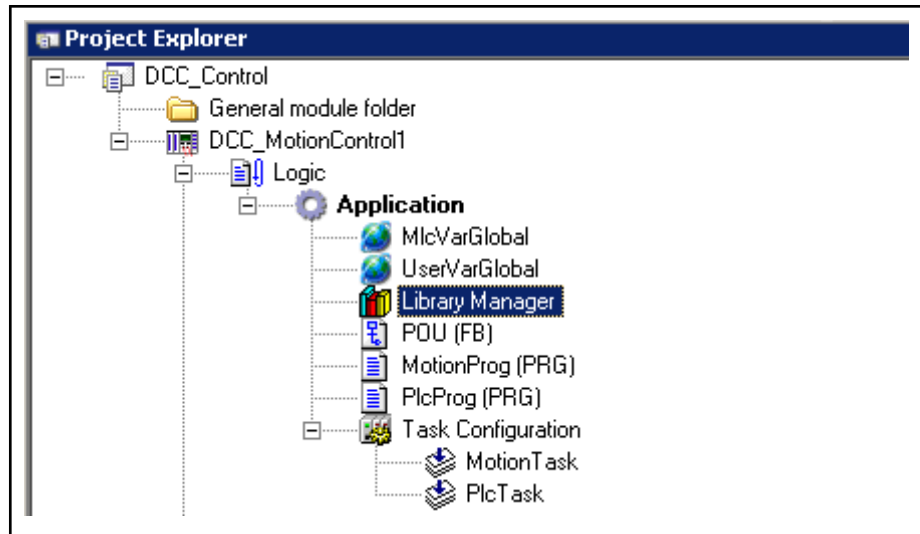 Project Explorer
DCC_Control
General module folder
DCC_MotionControl1
Logic
Application
MlcVarGlobal
UserVarGlobal
Library Manager
POU (FB)
MotionProg (PRG)
PlcProg (PRG)
Task Configuration
MotionTask
PlcTask